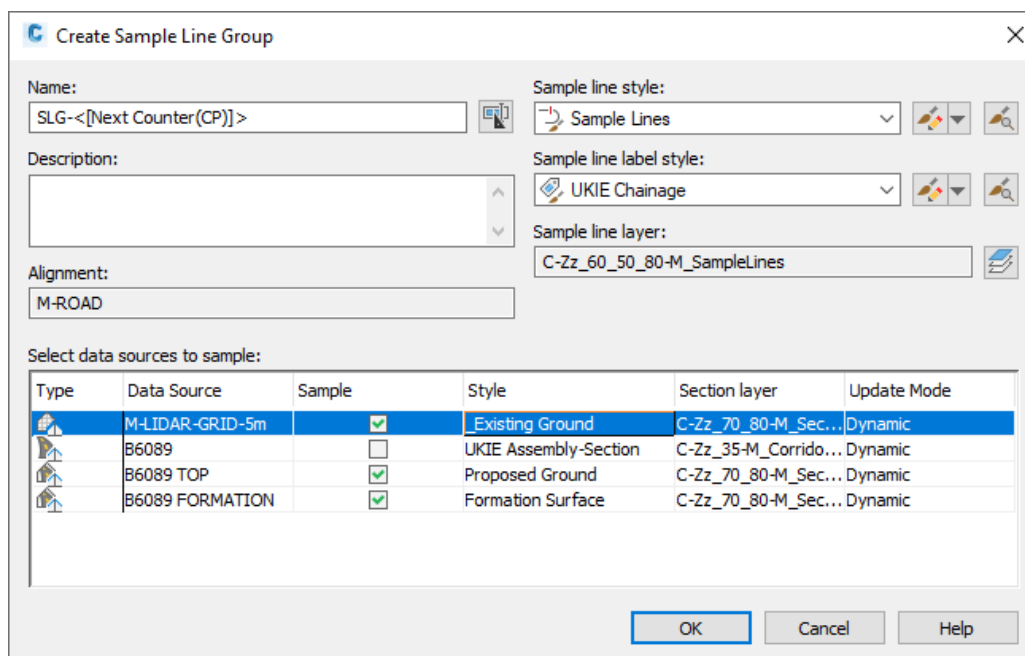 Create Sample Line Group
Name:
SLG-<[Next Counter(CP)]>
Description:
Alignment:
M-ROAD
Sample line style:
Sample Lines
Sample line label style:
UKIE Chainage
Sample line layer:
C-Zz_60_50_80-M_SampleLines
Select data sources to sample:
Type Data Source Sample Style Section layer Update Mode
M-LIDAR-GRID-5m _Existing Ground C-Zz_70_80-M_Sec... Dynamic
B6089 UKIE Assembly-Section C-Zz_35-M_Corrido... Dynamic
B6089 TOP Proposed Ground C-Zz_70_80-M_Sec... Dynamic
B6089 FORMATION Formation Surface C-Zz_70_80-M_Sec... Dynamic
OK Cancel Help